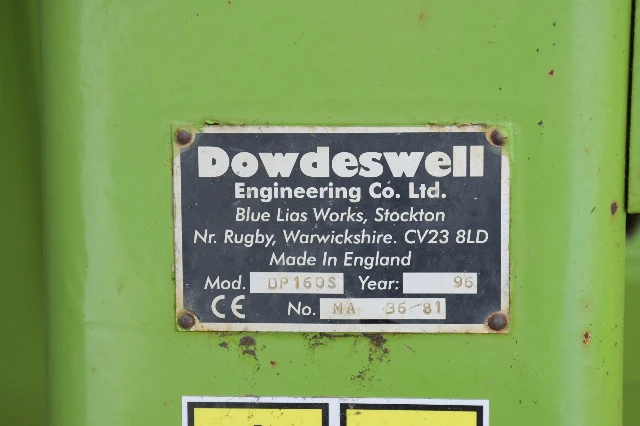 Dowdeswell
Engineering Co. Ltd.
Blue Lias Works, Stockton
Nr. Rugby, Warwickshire. CV23 8LD
Made In England
Mod. DP160S Year: 96
CE No. MA 96-81